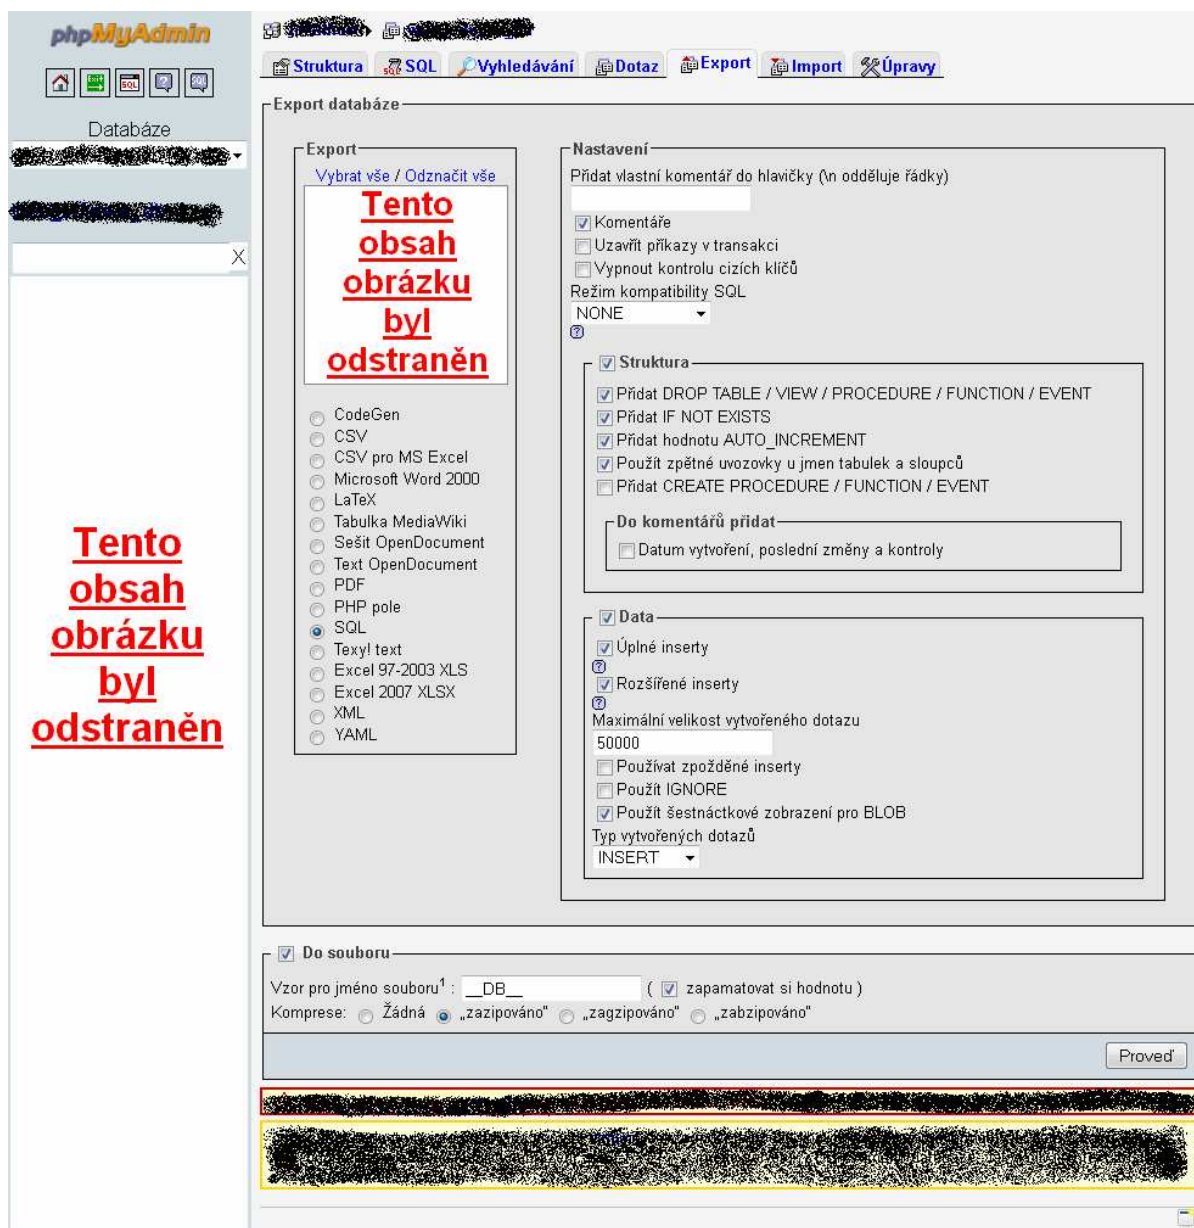 phpMyAdmin
Databáze
X
Tento
obsah
obrázku
byl
odstraněn
Struktura SQL Vyhledávání Dotaz Export Import Úpravy
Export databáze
Export
Vybrat vše / Odznačit vše
Tento
obsah
obrázku
byl
odstraněn
CodeGen
CSV
CSV pro MS Excel
Microsoft Word 2000
LaTeX
Tabulka MediaWiki
Sešit OpenDocument
Text OpenDocument
PDF
PHP pole
SQL
Texy! text
Excel 97-2003 XLS
Excel 2007 XLSX
XML
YAML
Nastavení
Přidat vlastní komentář do hlavičky (\n odděluje řádky)
Komentáře
Uzavřít příkazy v transakci
Vypnout kontrolu cizích klíčů
Režim kompatibility SQL
NONE
Struktura
Přidat DROP TABLE / VIEW / PROCEDURE / FUNCTION / EVENT
Přidat IF NOT EXISTS
Přidat hodnotu AUTO_INCREMENT
Použít zpětné uvozovky u jmen tabulek a sloupců
Přidat CREATE PROCEDURE / FUNCTION / EVENT
Do komentářů přidat
Datum vytvoření, poslední změny a kontroly
Data
Úplné inserty
Rozšířené inserty
Maximální velikost vytvořeného dotazu
50000
Používat zpožděné inserty
Použít IGNORE
Použít šestnáctkové zobrazení pro BLOB
Typ vytvořených dotazů
INSERT
Do souboru
Vzor pro jméno souboru¹ : __DB__ ( zapamatovat si hodnotu )
Komprese: Žádná „zazipováno" „zagzipováno" „zabzipováno"
Proveď